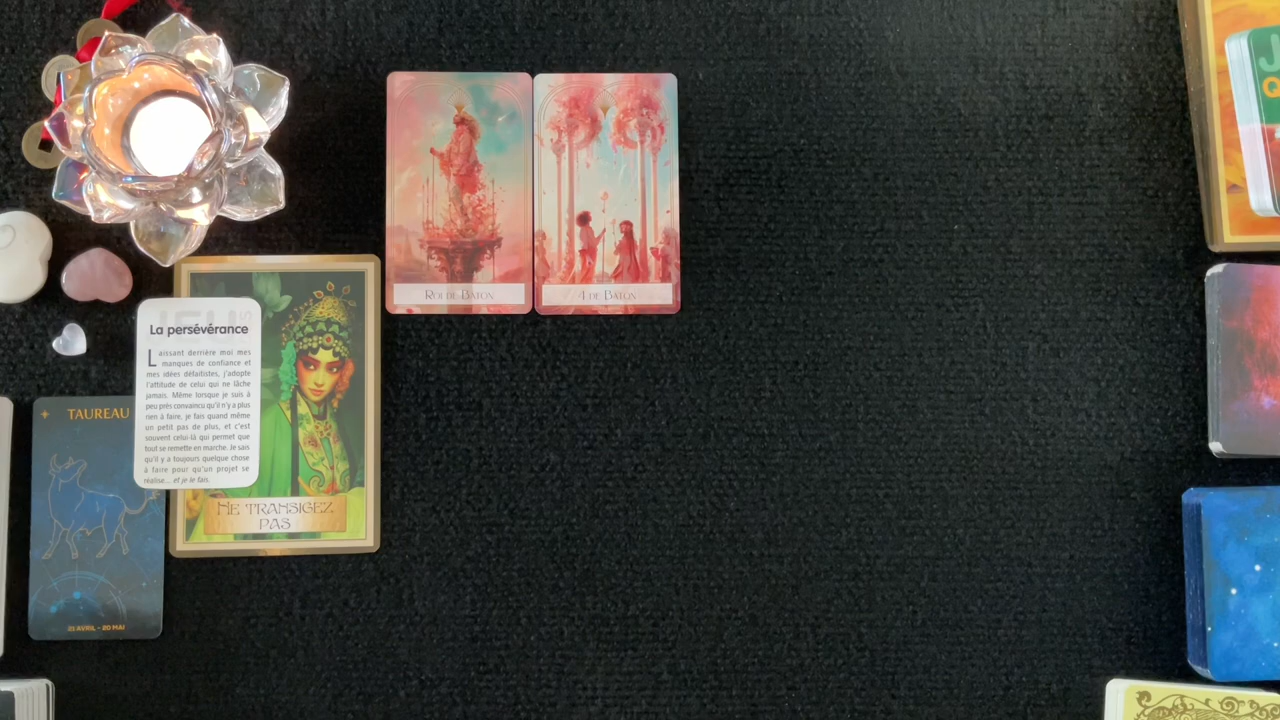 ROI DE BATON
4 DE BATON
La persévérance
Laissant derrière moi mes
manques de confiance et
mes idées défaitistes, j'adopte
l'attitude de celui qui ne lâche
jamais. Même lorsque je suis à
peu près convaincu qu'il n'y a plus
rien à faire, je fais quand même
un petit pas de plus, et c'est
souvent celui-là qui permet que
tout se remette en marche. Je sais
qu'il y a toujours quelque chose
à faire pour qu'un projet se
réalise... et je le fais.
TAUREAU
21 AVRIL - 20 MAI
NE TRANSIGEZ
PAS